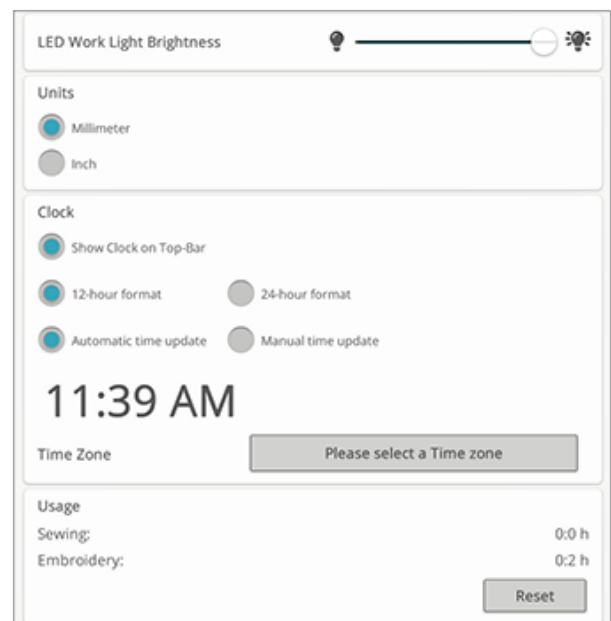 LED Work Light Brightness
Units
Millimeter
Inch
Clock
Show Clock on Top-Bar
12-hour format 24-hour format
Automatic time update Manual time update
11:39 AM
Time Zone Please select a Time zone
Usage
Sewing: 0:0 h
Embroidery: 0:2 h
Reset